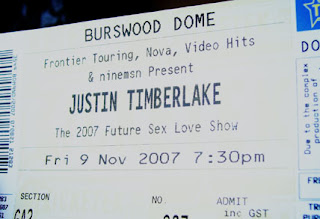 BURSWOOD DOME
Frontier Touring, Nova, Video Hits
& ninemsn Present
JUSTIN TIMBERLAKE
The 2007 Future Sex Love Show
Fri 9 Nov 2007 7:30pm
SECTION
NO.
ADMIT
inc GST
DO
Due to the complex
production of